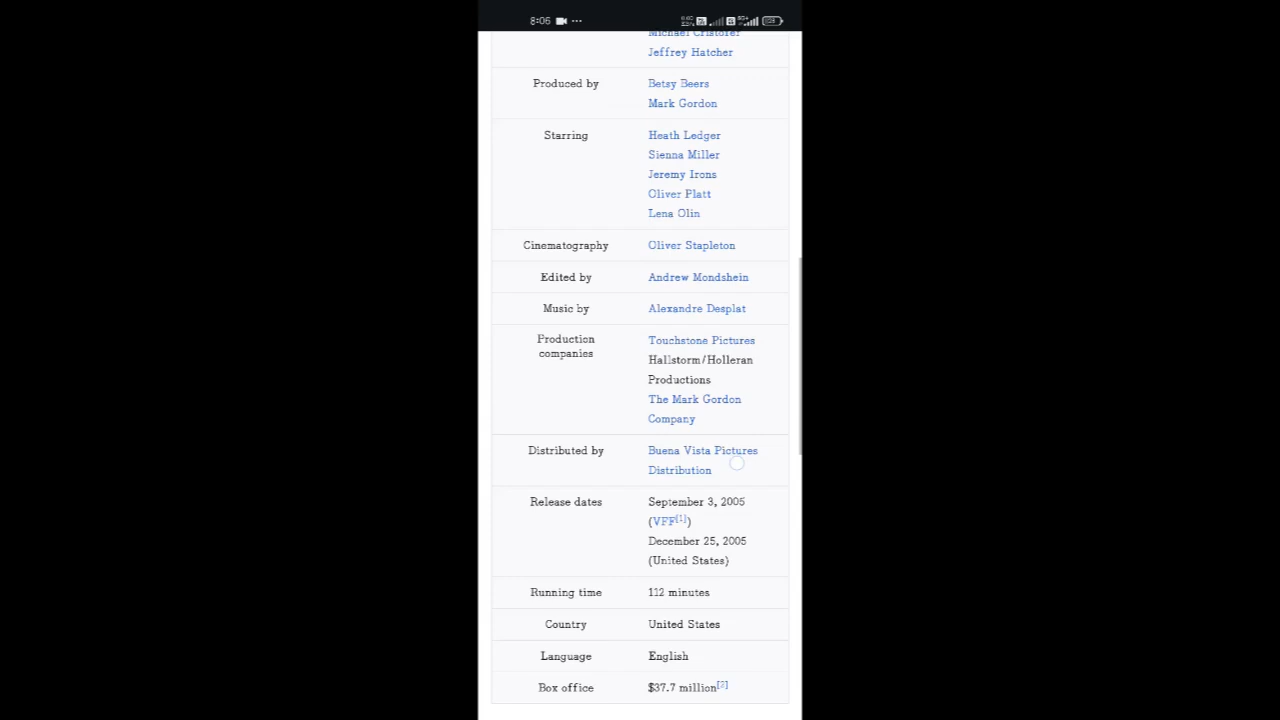 8:05
Michael Cristofer
Jeffrey Hatcher
Produced by
Betsy Beers
Mark Gordon
Starring
Heath Ledger
Sienna Miller
Jeremy Irons
Oliver Platt
Lena Olin
Cinematography
Oliver Stapleton
Edited by
Andrew Mondshein
Music by
Alexandre Desplat
Production
companies
Touchstone Pictures
Hallstorm/Holleran
Productions
The Mark Gordon
Company
Distributed by
Buena Vista Pictures
Distribution
Release dates
September 3, 2005
(VFF[1])
December 25, 2005
(United States)
Running time
112 minutes
Country
United States
Language
English
Box office
$37.7 million[2]